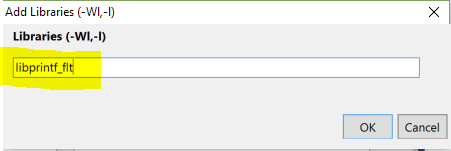 Add Libraries (-Wl,-l)
Libraries (-Wl,-l)
libprintf_flt
OK Cancel